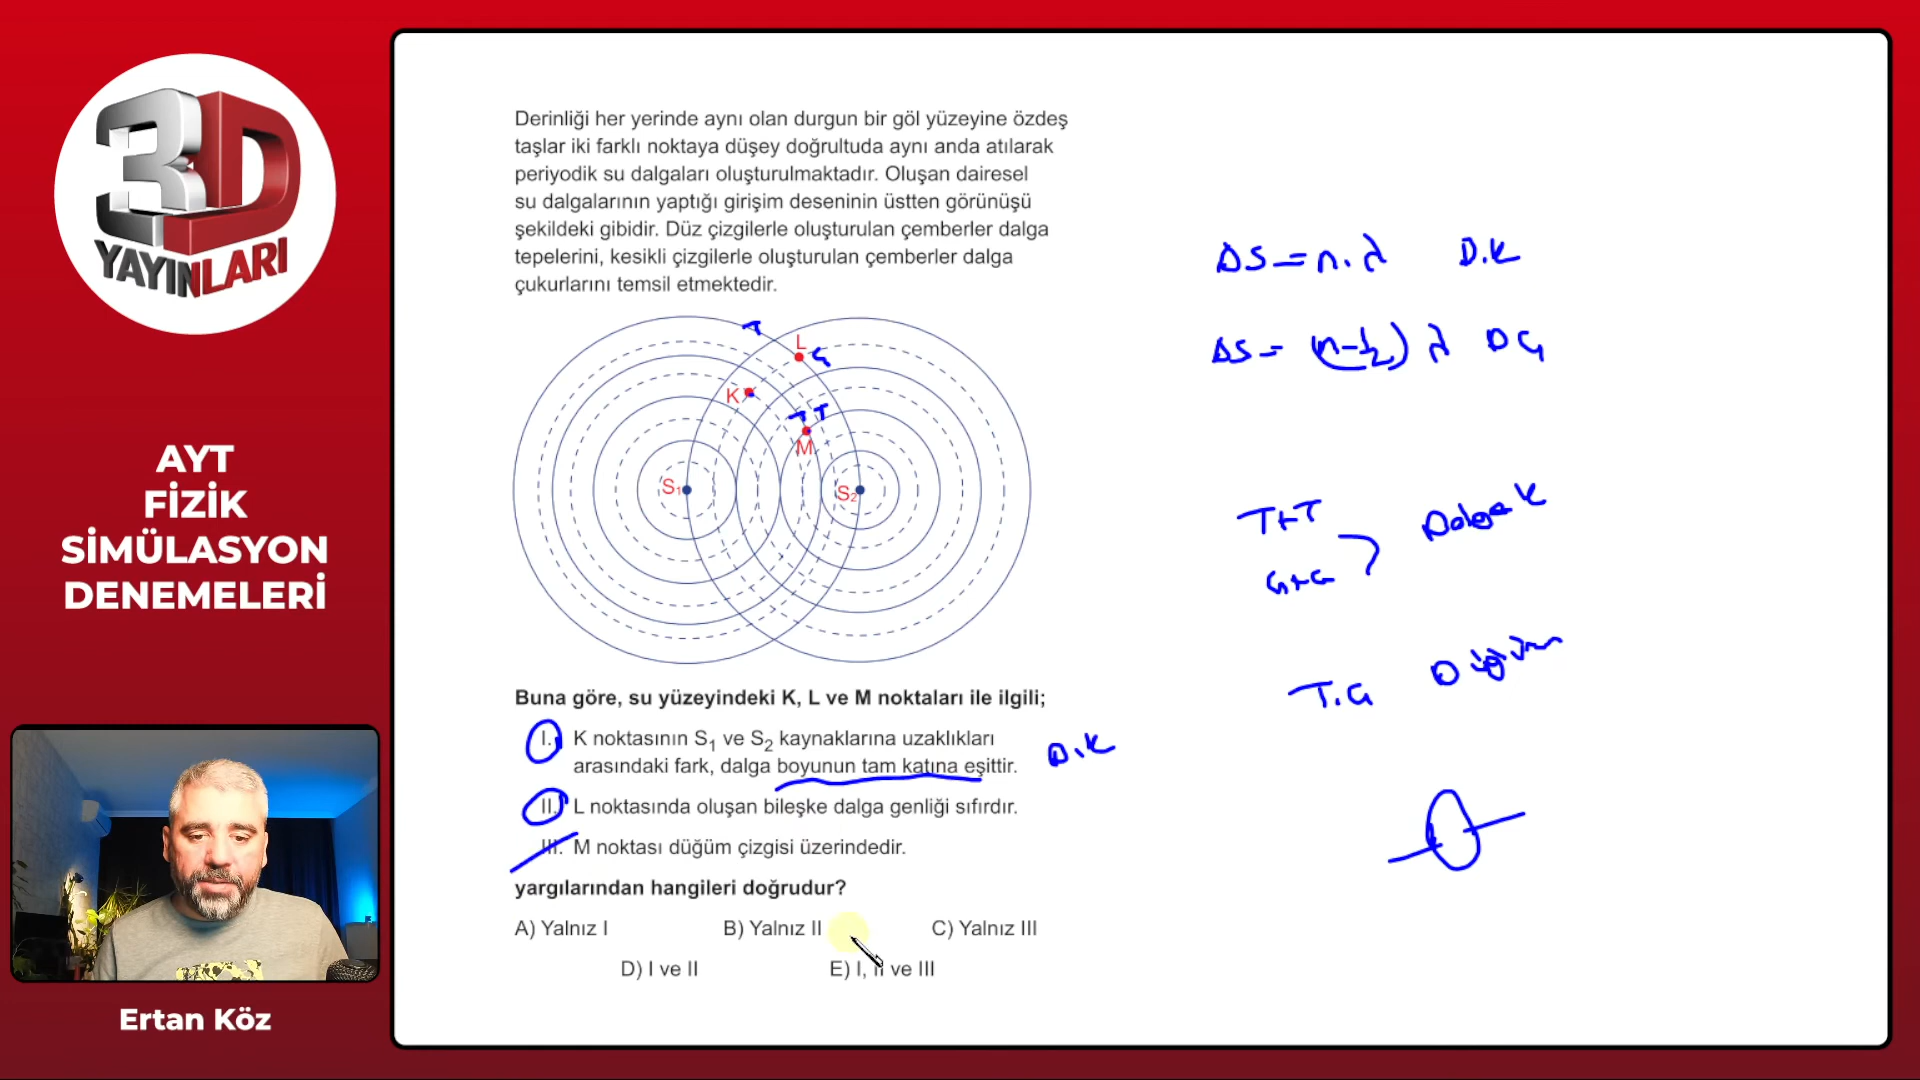 3D
YAYINLARI
AYT
FİZİK
SİMÜLASYON
DENEMELERİ
Ertan Köz
Derinliği her yerinde aynı olan durgun bir göl yüzeyine özdeş
taşlar iki farklı noktaya düşey doğrultuda aynı anda atılarak
periyodik su dalgaları oluşturulmaktadır. Oluşan dairesel
su dalgalarının yaptığı girişim deseninin üstten görünüşü
şekildeki gibidir. Düz çizgilerle oluşturulan çemberler dalga
tepelerini, kesikli çizgilerle oluşturulan çemberler dalga
çukurlarını temsil etmektedir.
T
L
Ç
K
T T
M
S₁
S₂
Buna göre, su yüzeyindeki K, L ve M noktaları ile ilgili;
I. K noktasının S₁ ve S₂ kaynaklarına uzaklıkları
arasındaki fark, dalga boyunun tam katına eşittir.
D.K
II. L noktasında oluşan bileşke dalga genliği sıfırdır.
III. M noktası düğüm çizgisi üzerindedir.
yargılarından hangileri doğrudur?
A) Yalnız I B) Yalnız II C) Yalnız III
D) I ve II E) I, II ve III
ΔS = n.λ D.K
ΔS = (n-½) λ DÇ
T+T
Ç+Ç
Dalga K
T.Ç Düğüm